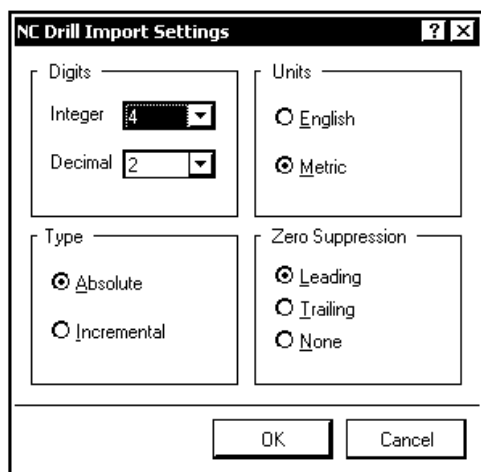 NC Drill Import Settings
Digits
Integer 4
Decimal 2
Units
English
Metric
Type
Absolute
Incremental
Zero Suppression
Leading
Trailing
None
OK Cancel